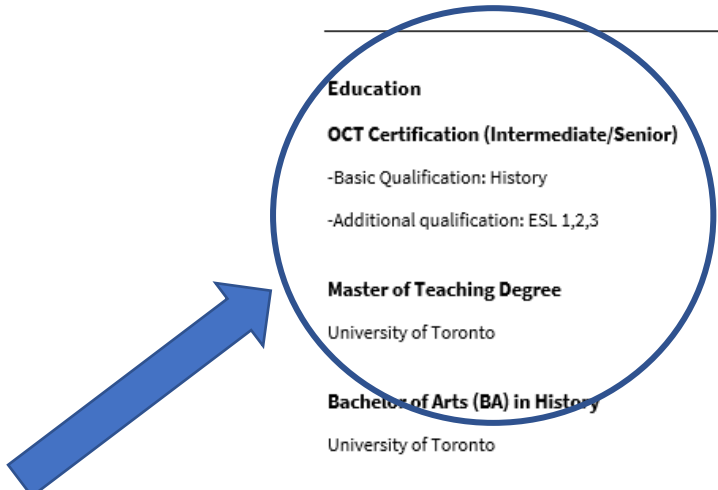 Education
OCT Certification (Intermediate/Senior)
-Basic Qualification: History
-Additional qualification: ESL 1,2,3
Master of Teaching Degree
University of Toronto
Bachelor of Arts (BA) in History
University of Toronto